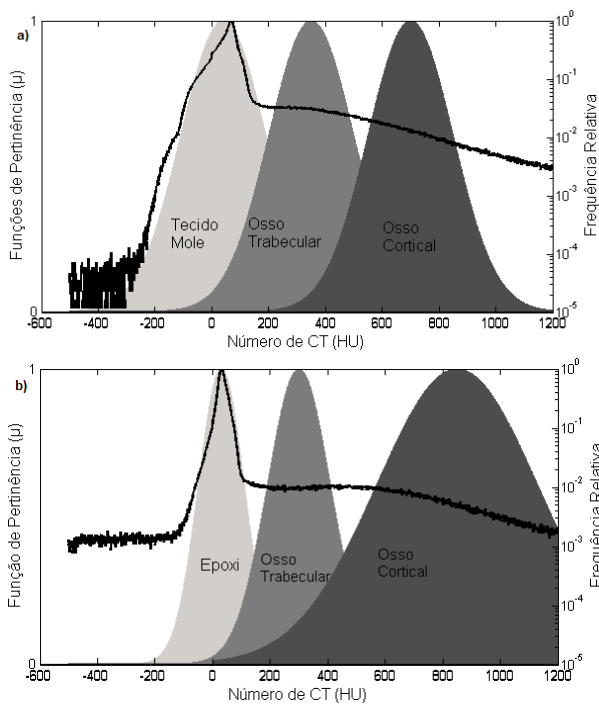 a)
1
0
Funções de Pertinência (µ)
Tecido
Mole
Osso
Trabecular
Osso
Cortical
10^0
10^-1
10^-2
10^-3
10^-4
10^-5
Frequência Relativa
-600 -400 -200 0 200 400 600 800 1000 1200
Número de CT (HU)
b)
1
0
Função de Pertinência (µ)
Epoxi
Osso
Trabecular
Osso
Cortical
10^0
10^-1
10^-2
10^-3
10^-4
10^-5
Frequência Relativa
-600 -400 -200 0 200 400 600 800 1000 1200
Número de CT (HU)